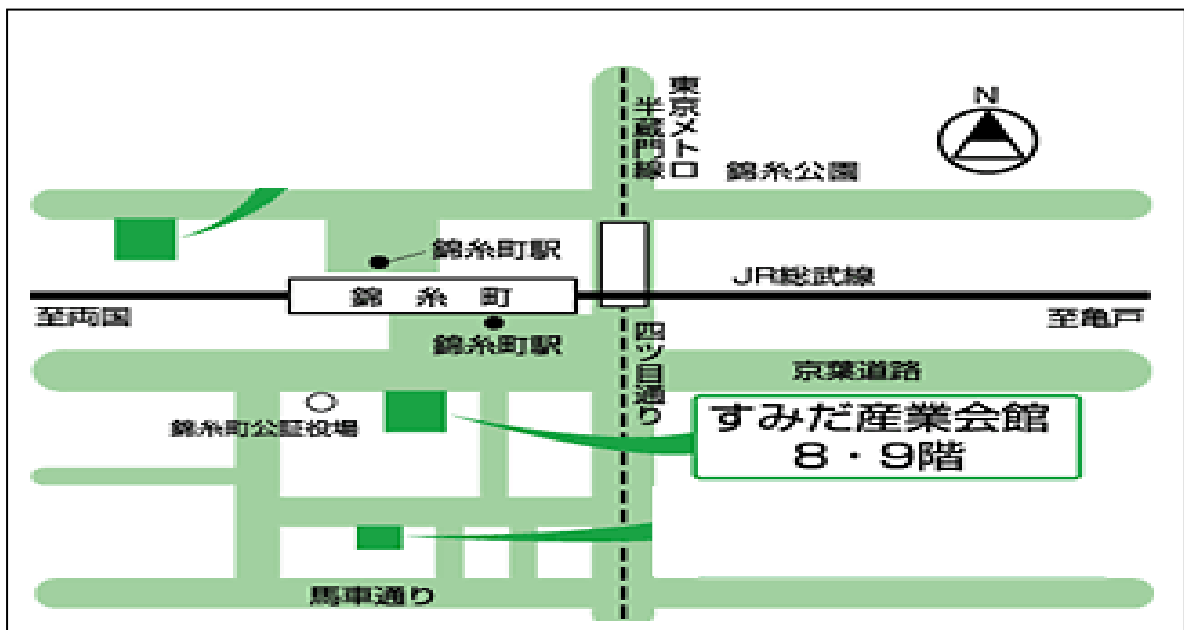 東京メトロ
半蔵門線
N
錦糸公園
錦糸町駅
JR総武線
錦糸町
至両国
至亀戸
錦糸町駅
四ツ目通り
京葉道路
錦糸町公証役場
すみだ産業会館
8・9階
馬車通り